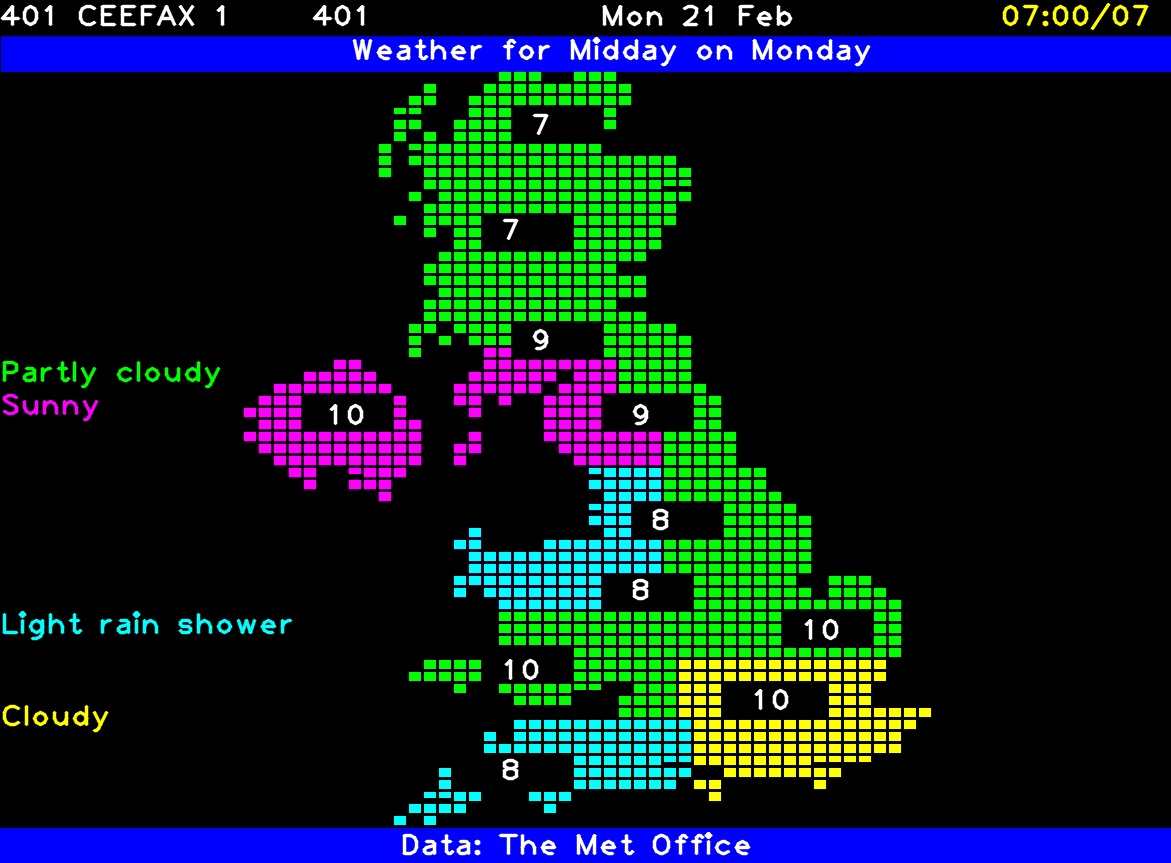 401 CEEFAX 1 401 Mon 21 Feb 07:00/07
Weather for Midday on Monday
7
7
9
Partly cloudy
Sunny
10 9
8
8
Light rain shower
10
10
10
Cloudy
8
Data: The Met Office